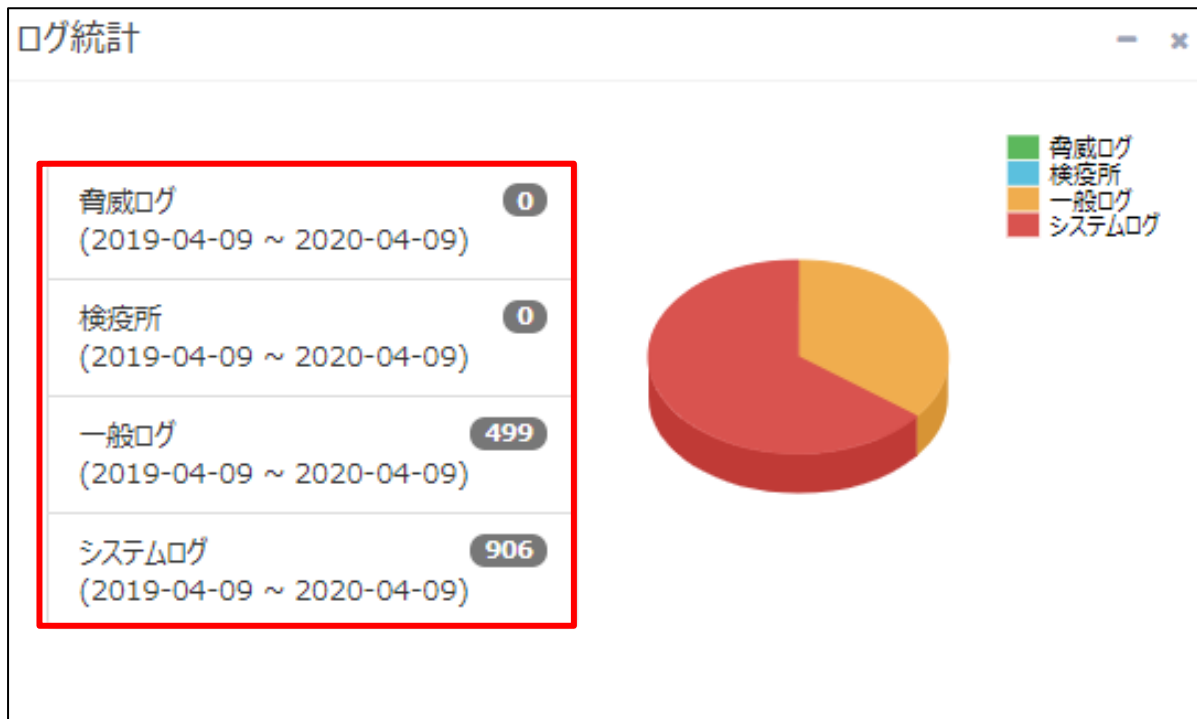 ログ統計
脅威ログ 0
(2019-04-09 ~ 2020-04-09)
検疫所 0
(2019-04-09 ~ 2020-04-09)
一般ログ 499
(2019-04-09 ~ 2020-04-09)
システムログ 906
(2019-04-09 ~ 2020-04-09)
脅威ログ
検疫所
一般ログ
システムログ